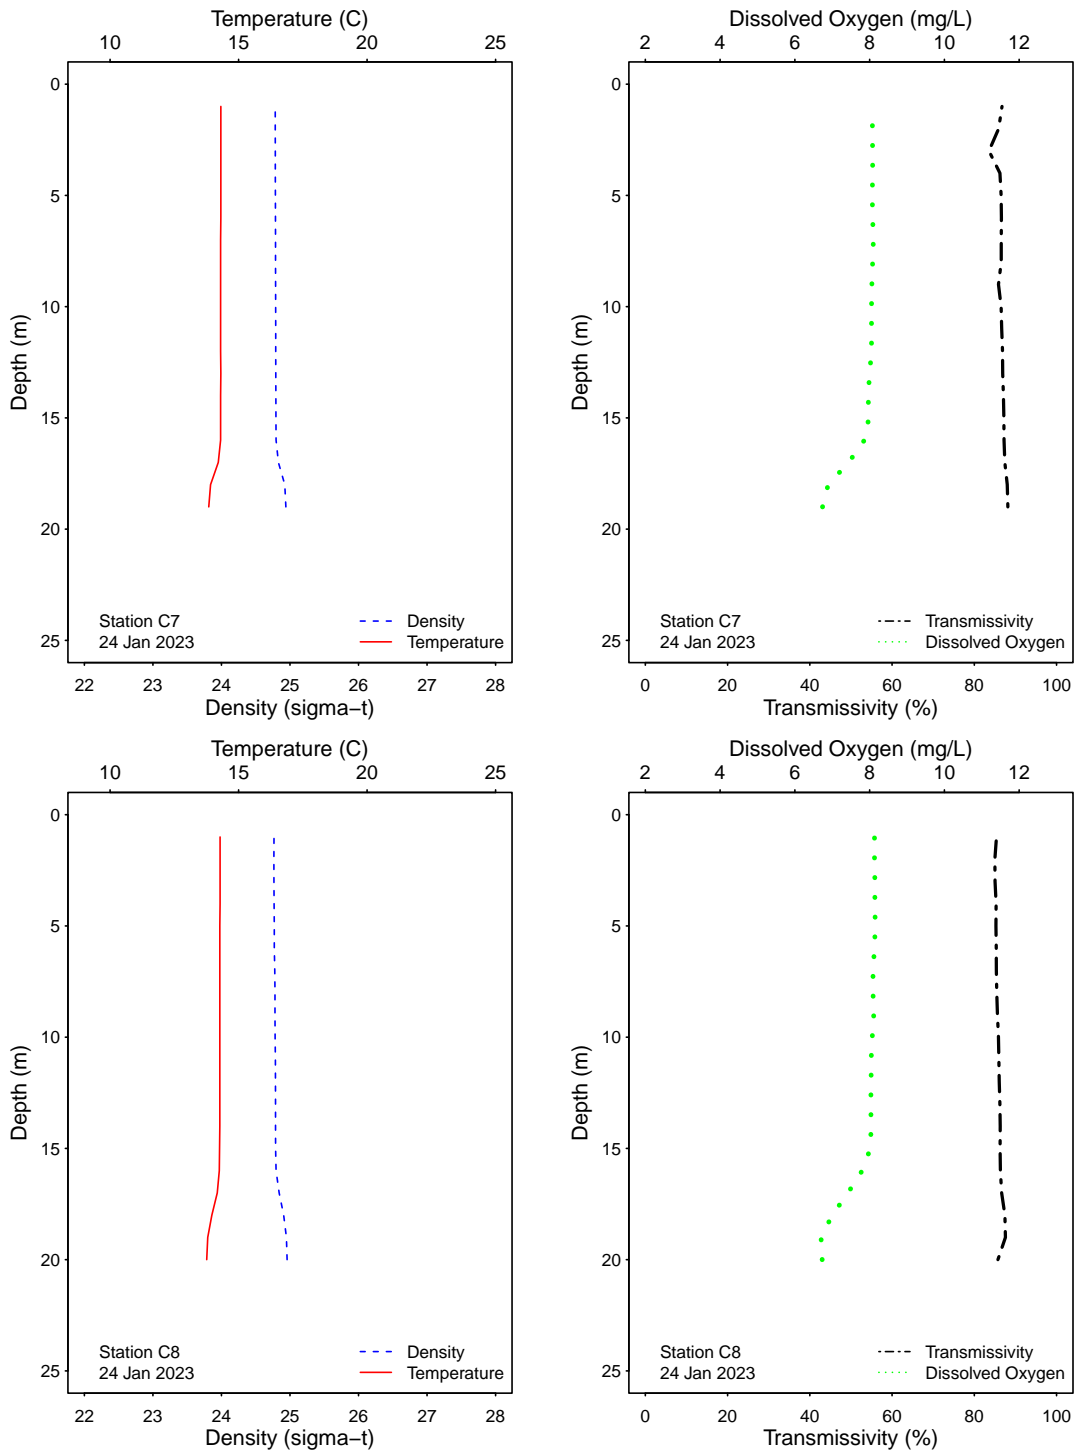 Temperature (C)
10 15 20 25
0
5
10
15
20
25
Depth (m)
Station C7
24 Jan 2023
Density
Temperature
22 23 24 25 26 27 28
Density (sigma−t)
Dissolved Oxygen (mg/L)
2 4 6 8 10 12
0
5
10
15
20
25
Depth (m)
Station C7
24 Jan 2023
Transmissivity
Dissolved Oxygen
0 20 40 60 80 100
Transmissivity (%)
Temperature (C)
10 15 20 25
0
5
10
15
20
25
Depth (m)
Station C8
24 Jan 2023
Density
Temperature
22 23 24 25 26 27 28
Density (sigma−t)
Dissolved Oxygen (mg/L)
2 4 6 8 10 12
0
5
10
15
20
25
Depth (m)
Station C8
24 Jan 2023
Transmissivity
Dissolved Oxygen
0 20 40 60 80 100
Transmissivity (%)